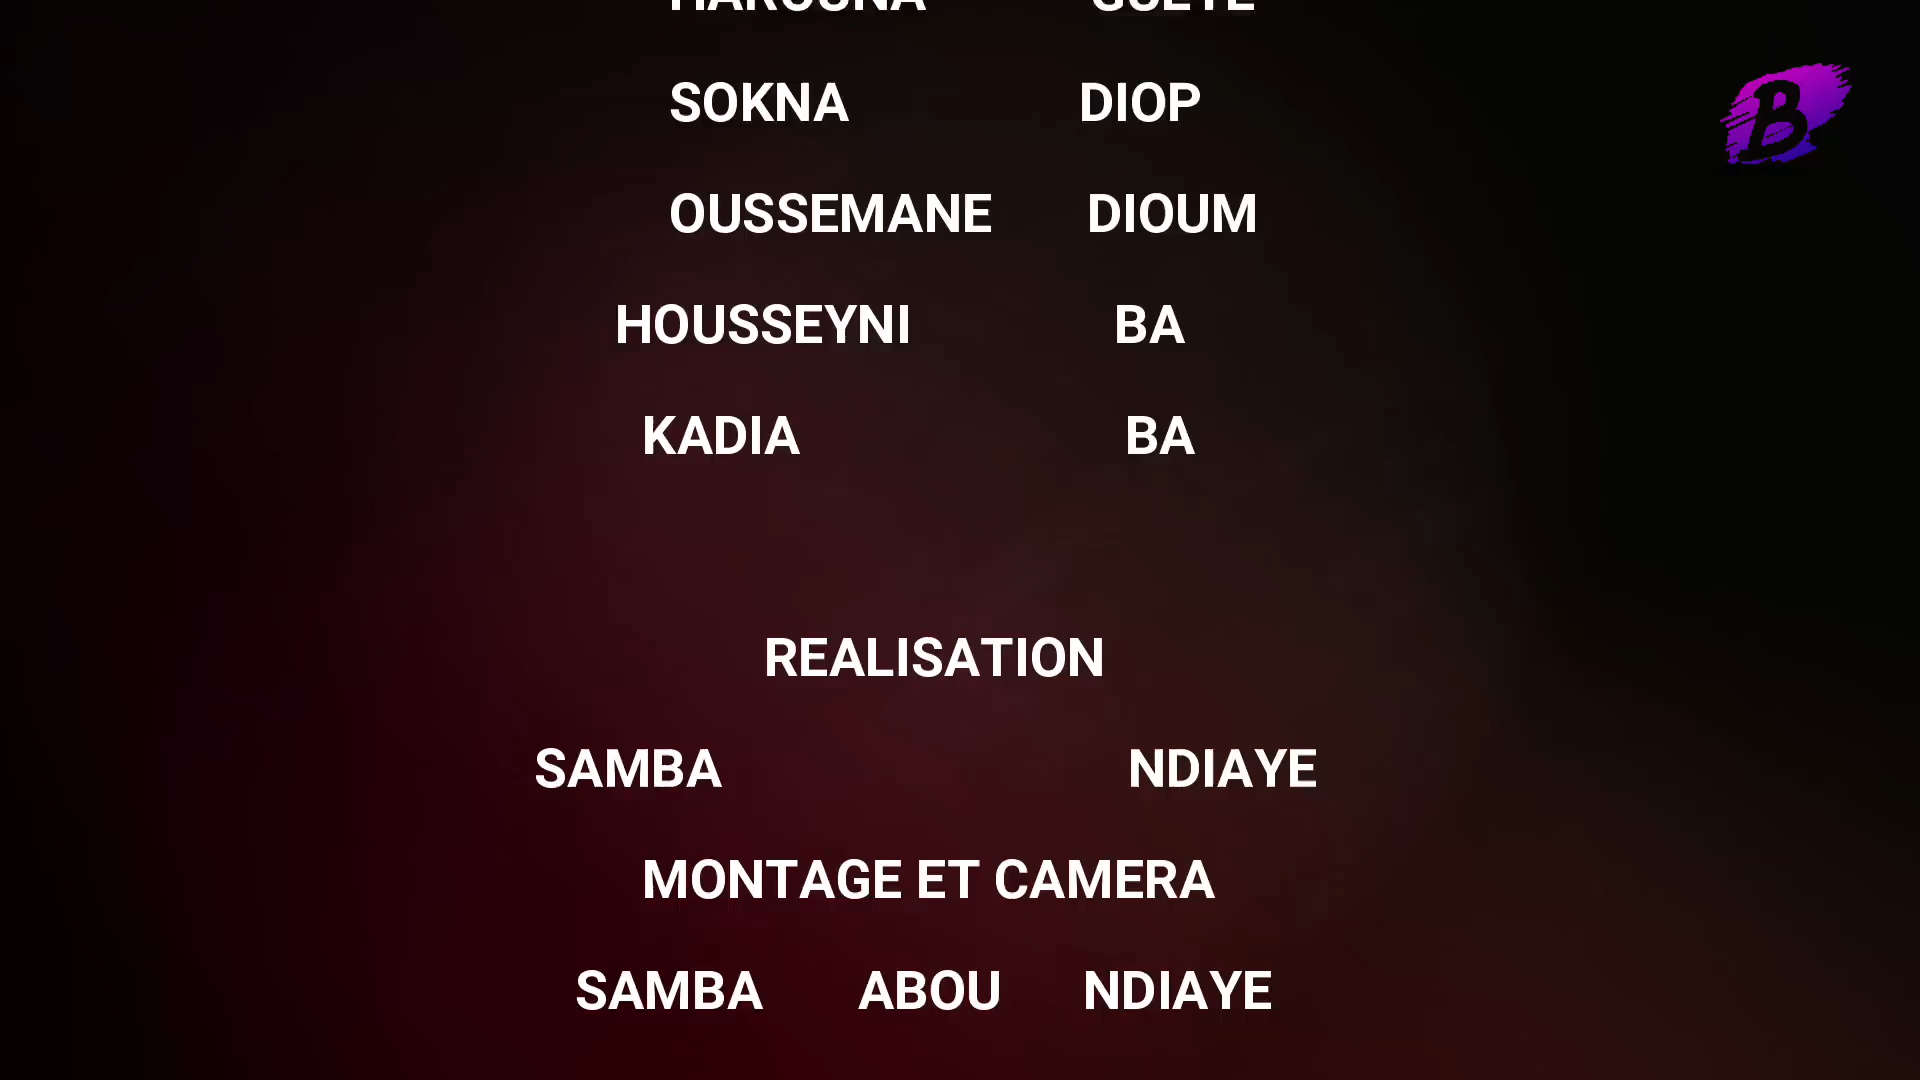 SOKNA DIOP
OUSSEMANE DIOUM
HOUSSEYNI BA
KADIA BA
REALISATION
SAMBA NDIAYE
MONTAGE ET CAMERA
SAMBA ABOU NDIAYE
B